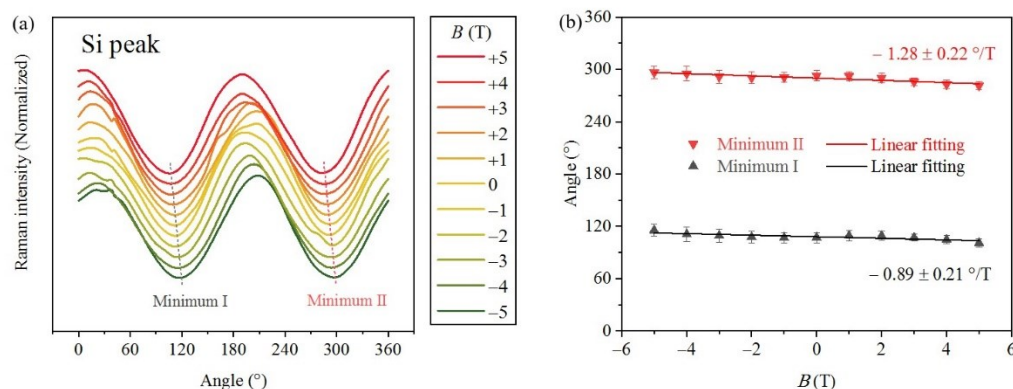 (a)
Si peak
Raman intensity (Normalized)
Minimum I
Minimum II
0 60 120 180 240 300 360
Angle (°)
B (T)
+5
+4
+3
+2
+1
0
−1
−2
−3
−4
−5
(b)
360
300
240
180
120
60
0
Angle (°)
− 1.28 ± 0.22 °/T
Minimum II Linear fitting
Minimum I Linear fitting
− 0.89 ± 0.21 °/T
−6 −4 −2 0 2 4 6
B (T)